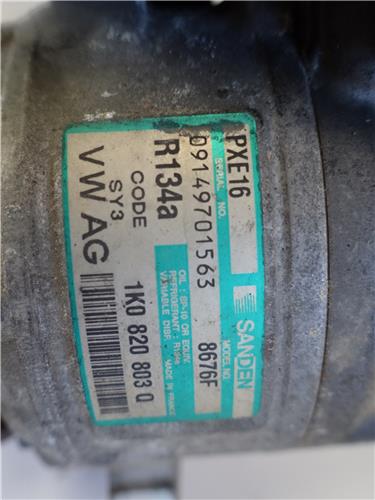 SANDEN
PXE16
MODEL NO. 8676F
SERIAL NO.
09149701563
OIL : SP-10 OR EQUIV.
REFRIGERANT : R134a
VARIABLE DISP. MADE IN FRANCE
R134a
CODE
SY3
VW AG
1K0 820 803 Q